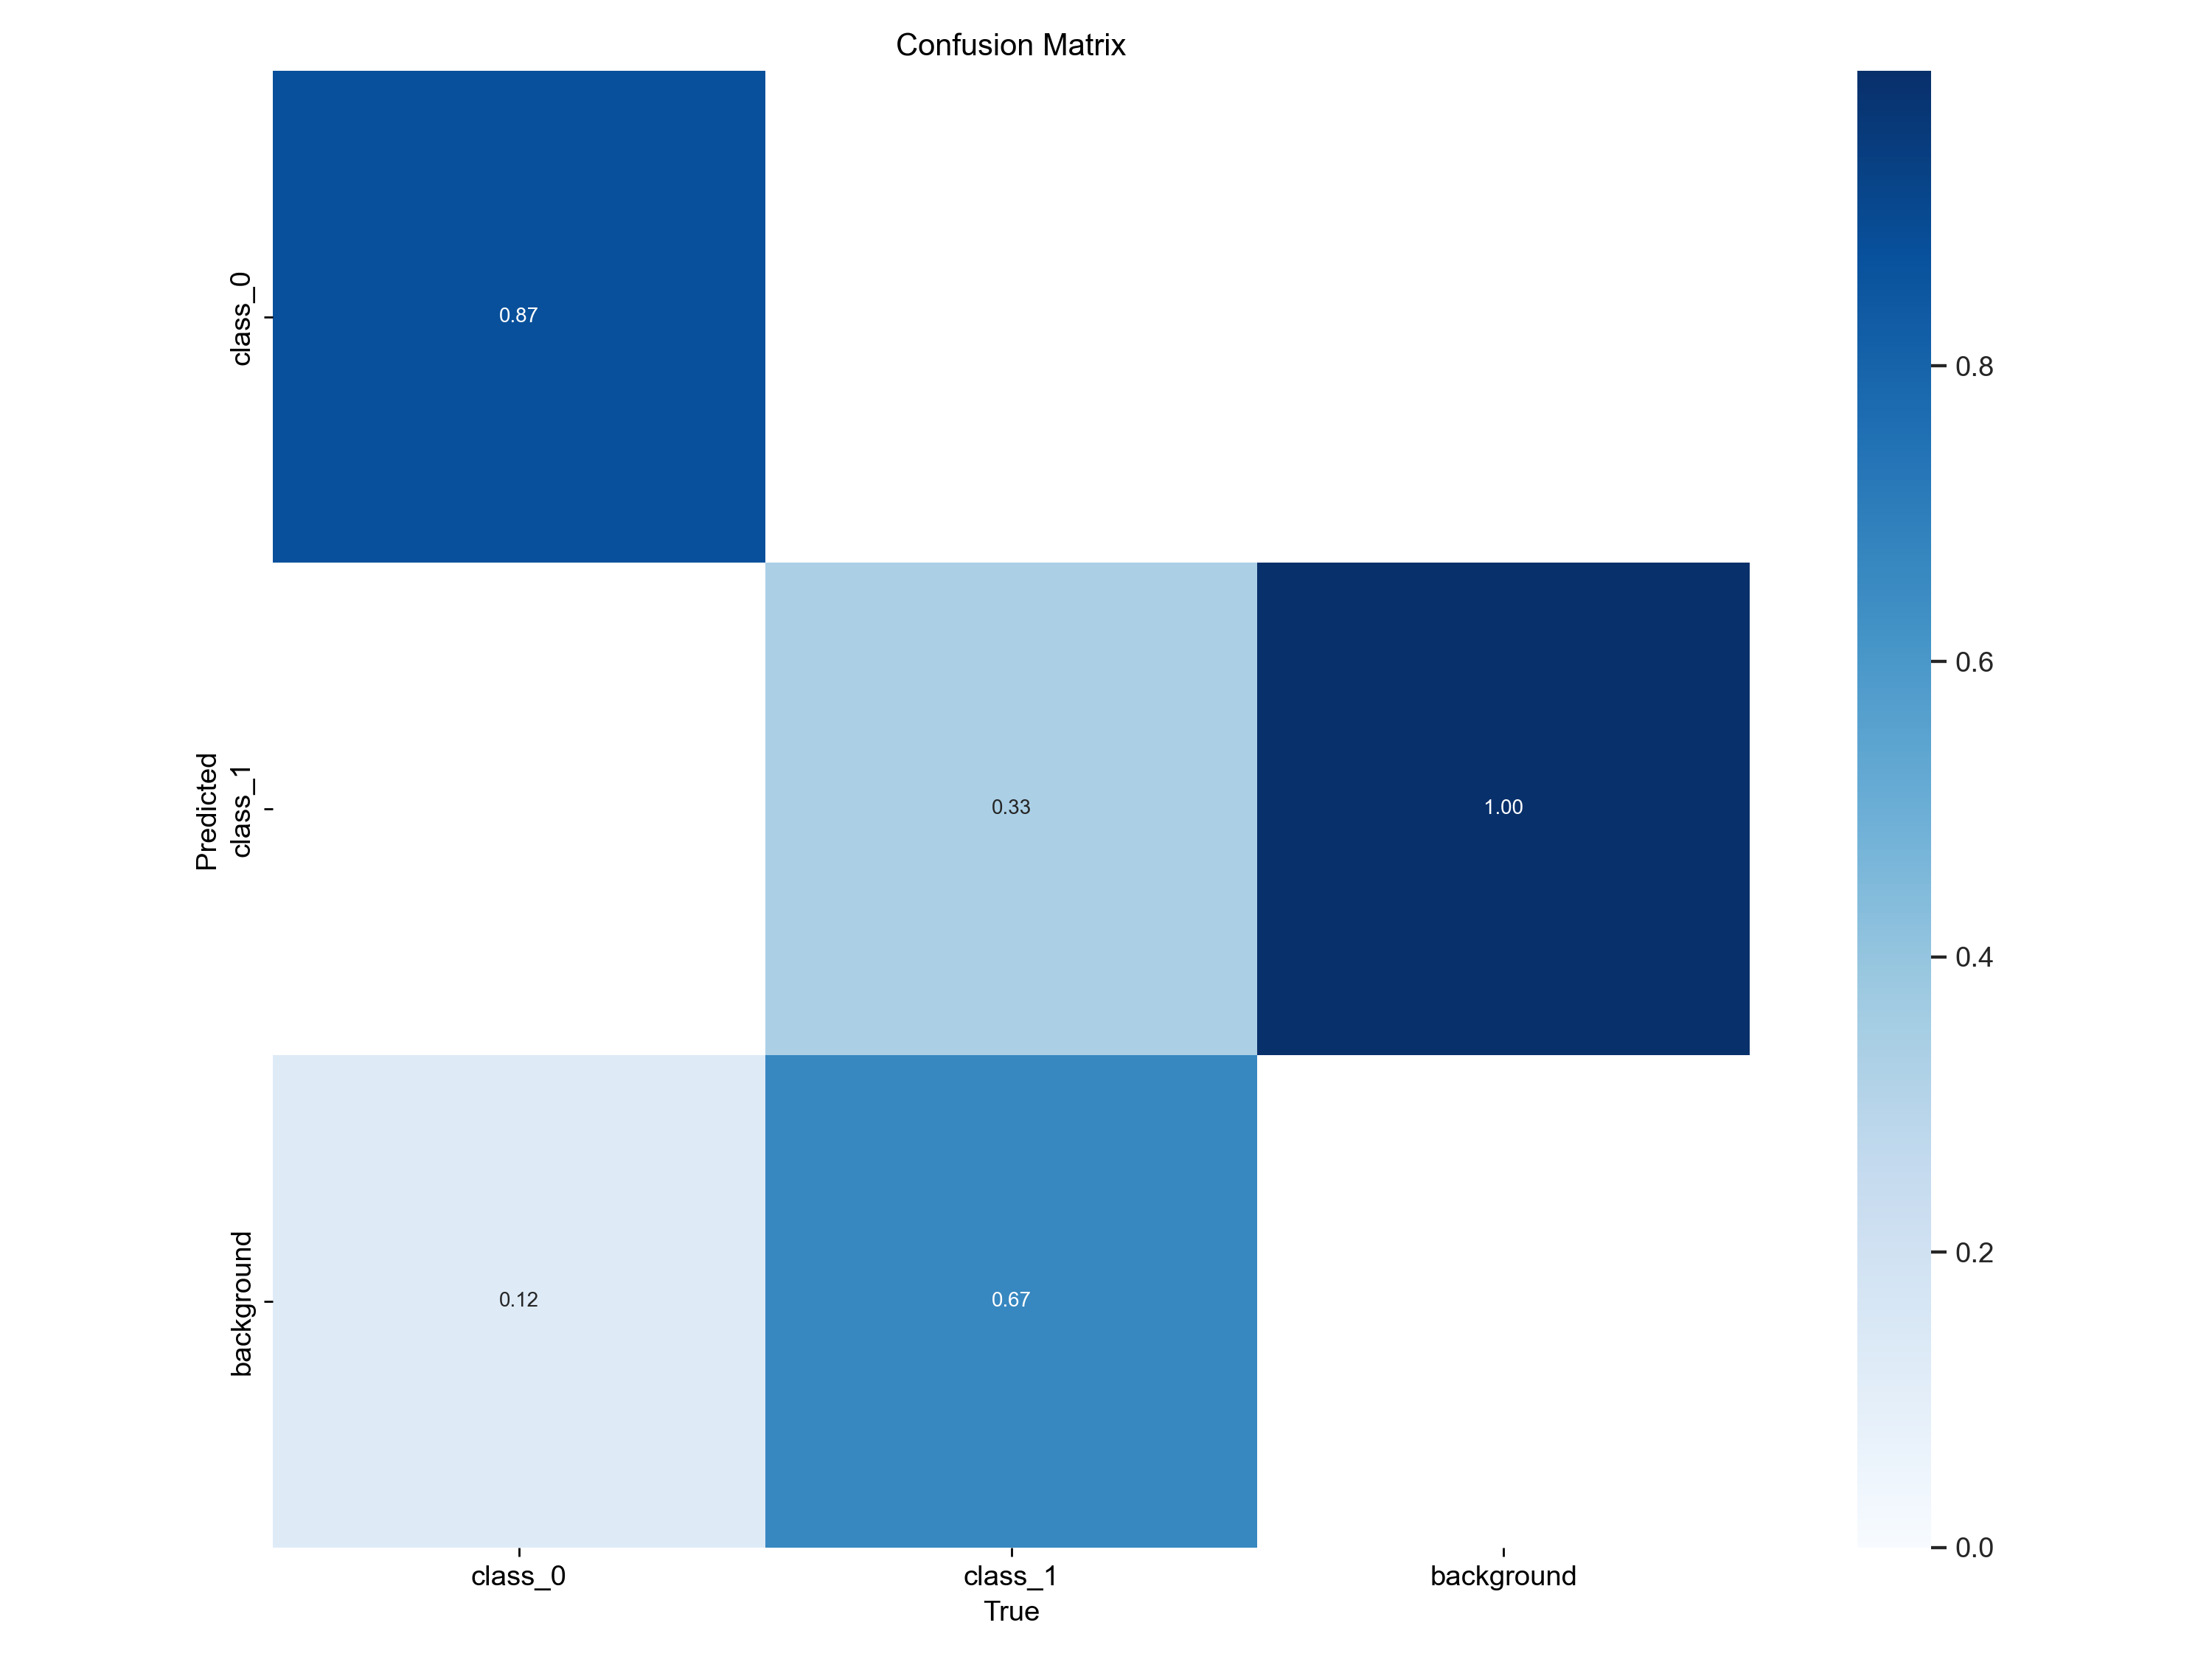 Confusion Matrix
class_0
0.87
0.8
0.6
Predicted
class_1
0.33
1.00
0.4
background
0.12
0.67
0.2
0.0
class_0
class_1
background
True